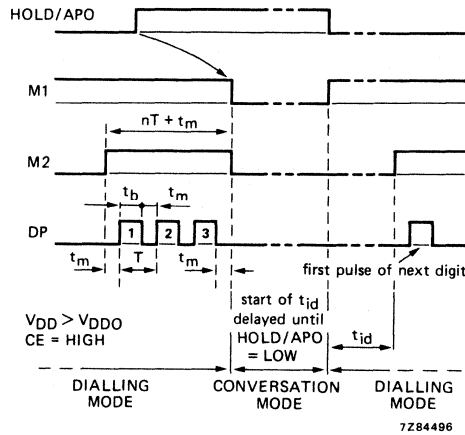 HOLD/APO
M1
nT + tm
M2
tb
tm
DP
1
2
3
tm
T
tm
first pulse of next digit
VDD > VDDO
CE = HIGH
start of tid
delayed until
HOLD/APO
= LOW
tid
DIALLING
MODE
CONVERSATION
MODE
DIALLING
MODE
7Z84496